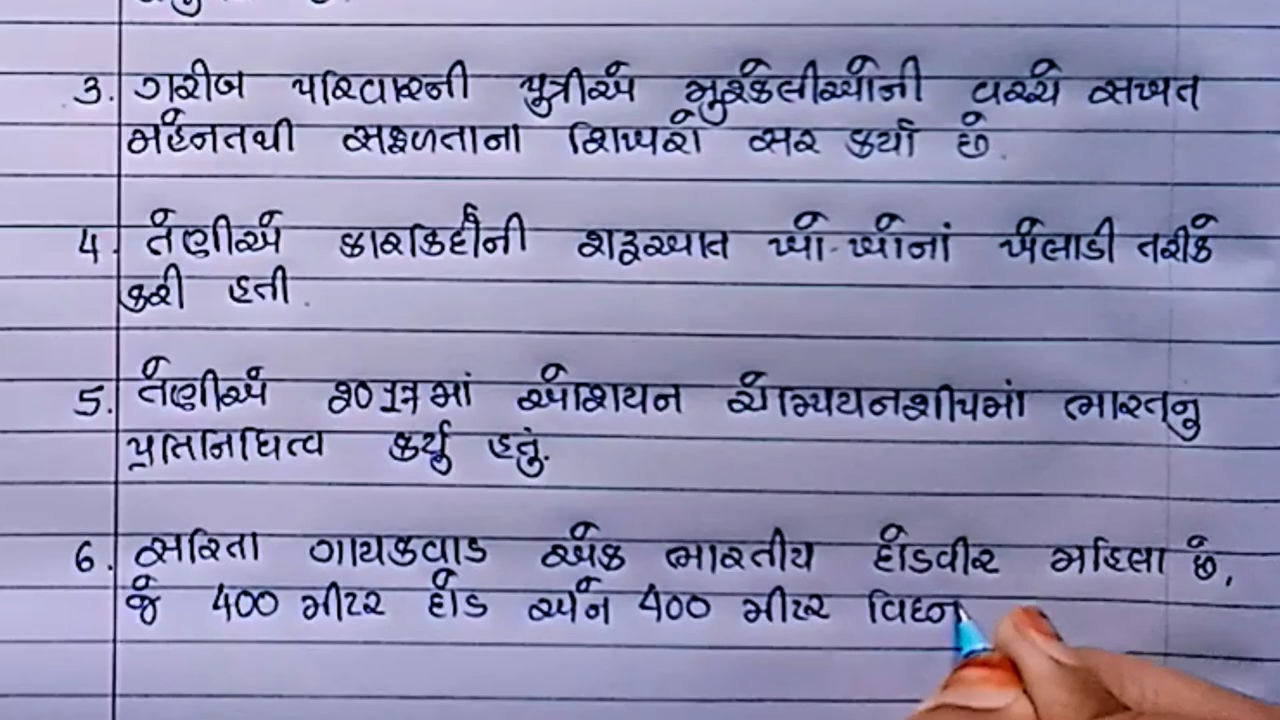 3. ગરીબ પરિવારની પુત્રીએ મુશ્કેલીઓની વચ્ચે સખત
મહેનતથી સફળતાના શિખરો સર કર્યા છે.
4. તેણીએ કારકિર્દીની શરૂઆત ખો-ખોનાં ખેલાડી તરીકે
કરી હતી.
5. તેણીએ 2017માં એશિયન ચેમ્પિયનશીપમાં ભારતનુ
પ્રતિનિધિત્વ કર્યુ હતું.
6. સરિતા ગાયકવાડ એક ભારતીય દોડવીર મહિલા છે,
જે 400 મીટર દોડ અને 400 મીટર વિઘ્ન